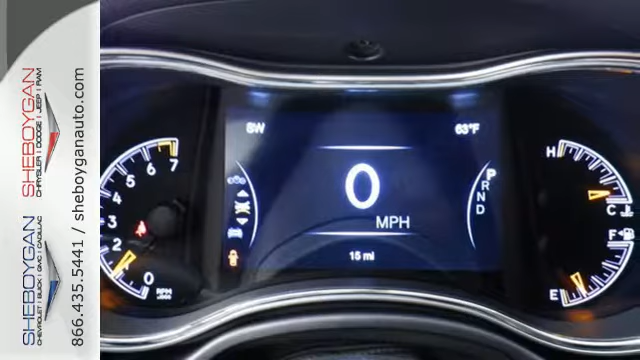 SHEBOYGAN
CHRYSLER | DODGE | JEEP | RAM
SHEBOYGAN
CHEVROLET | BUICK | GMC | CADILLAC
866.435.5441 / sheboyganauto.com
SW
63°F
0
MPH
15 mi
P
R
N
D
7
6
5
4
3
2
1
0
RPM
H
C
F
E